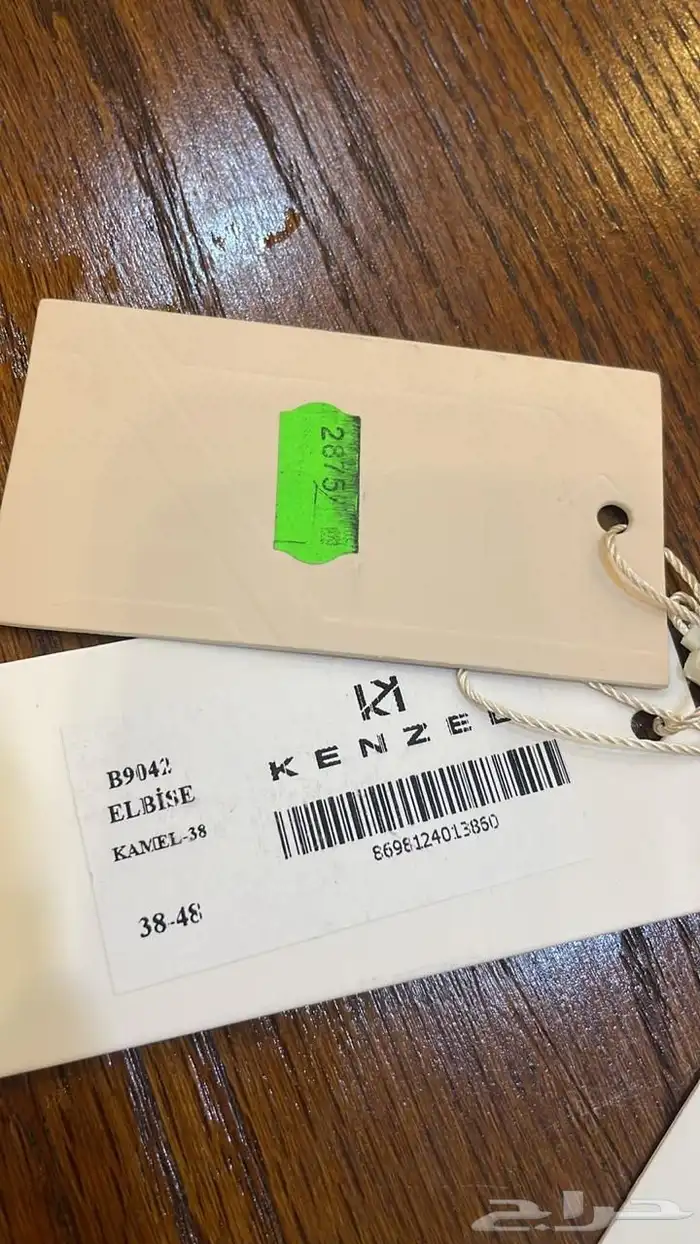 2875
B9042
ELBİSE
KAMEL-38
38-48
KENZEL
8698124013860
حراج